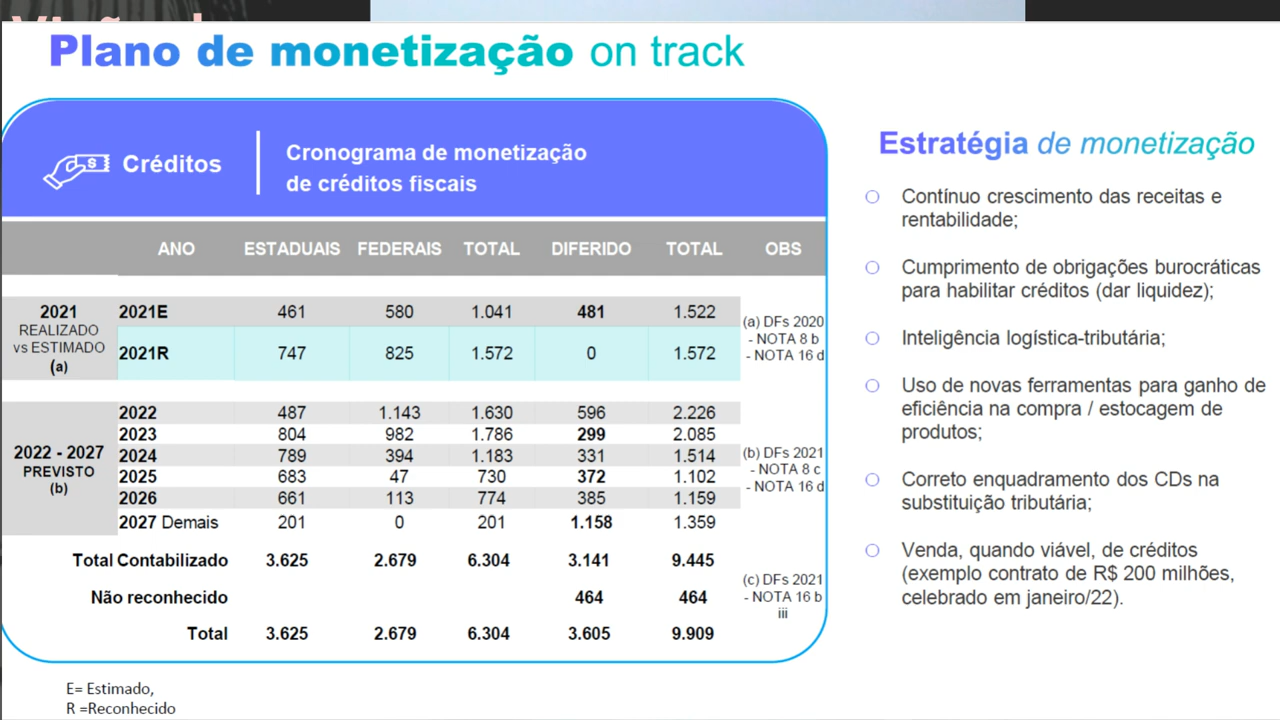 Plano de monetização on track
Créditos
Cronograma de monetização
de créditos fiscais
ANO ESTADUAIS FEDERAIS TOTAL DIFERIDO TOTAL OBS
2021
REALIZADO
vs ESTIMADO
(a)
2021E 461 580 1.041 481 1.522
2021R 747 825 1.572 0 1.572
(a) DFs 2020
- NOTA 8 b
- NOTA 16 d
2022 - 2027
PREVISTO
(b)
2022 487 1.143 1.630 596 2.226
2023 804 982 1.786 299 2.085
2024 789 394 1.183 331 1.514
2025 683 47 730 372 1.102
2026 661 113 774 385 1.159
2027 Demais 201 0 201 1.158 1.359
(b) DFs 2021
- NOTA 8 c
- NOTA 16 d
Total Contabilizado 3.625 2.679 6.304 3.141 9.445
Não reconhecido 464 464
Total 3.625 2.679 6.304 3.605 9.909
(c) DFs 2021
- NOTA 16 b
iii
E= Estimado,
R =Reconhecido
Estratégia de monetização
Contínuo crescimento das receitas e
rentabilidade;
Cumprimento de obrigações burocráticas
para habilitar créditos (dar liquidez);
Inteligência logística-tributária;
Uso de novas ferramentas para ganho de
eficiência na compra / estocagem de
produtos;
Correto enquadramento dos CDs na
substituição tributária;
Venda, quando viável, de créditos
(exemplo contrato de R$ 200 milhões,
celebrado em janeiro/22).